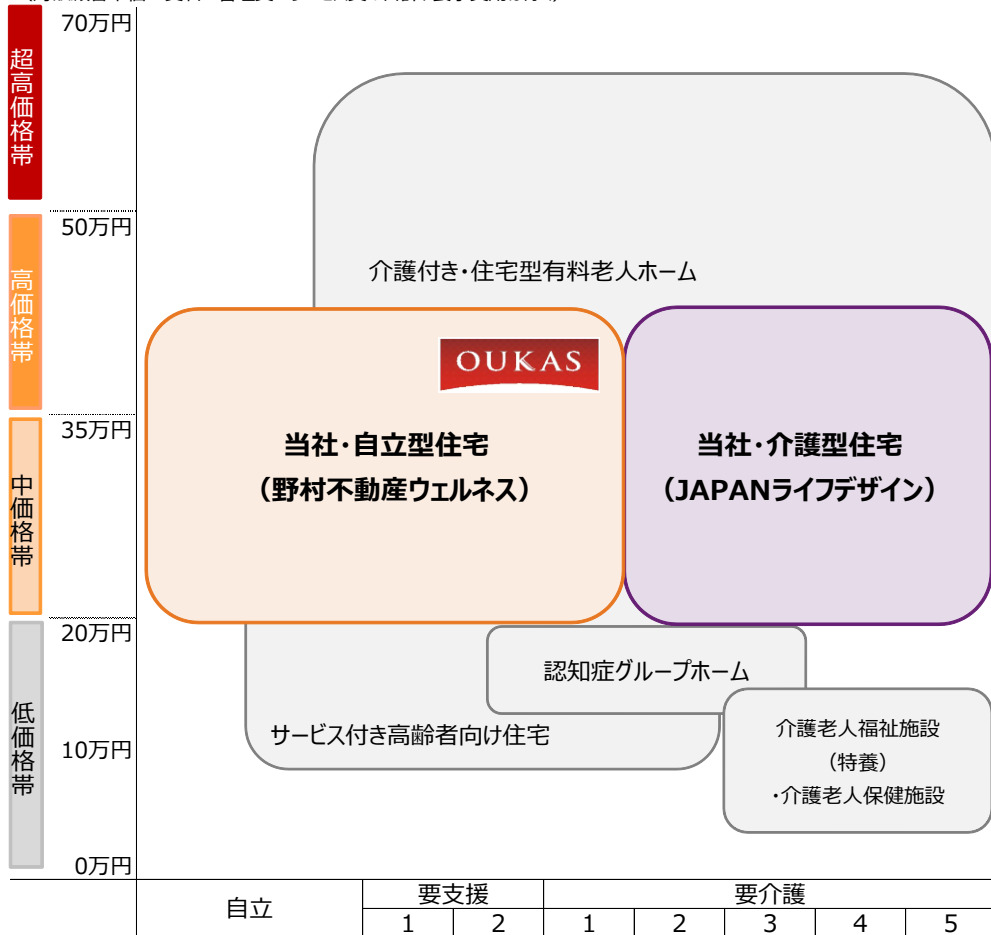 70万円
超高価格帯
50万円
介護付き・住宅型有料老人ホーム
高価格帯
OUKAS
35万円
当社・自立型住宅
（野村不動産ウェルネス）
当社・介護型住宅
（JAPANライフデザイン）
中価格帯
20万円
認知症グループホーム
サービス付き高齢者向け住宅
介護老人福祉施設
（特養）
・介護老人保健施設
低価格帯
10万円
0万円
自立 要支援 要介護
1 2 1 2 3 4 5